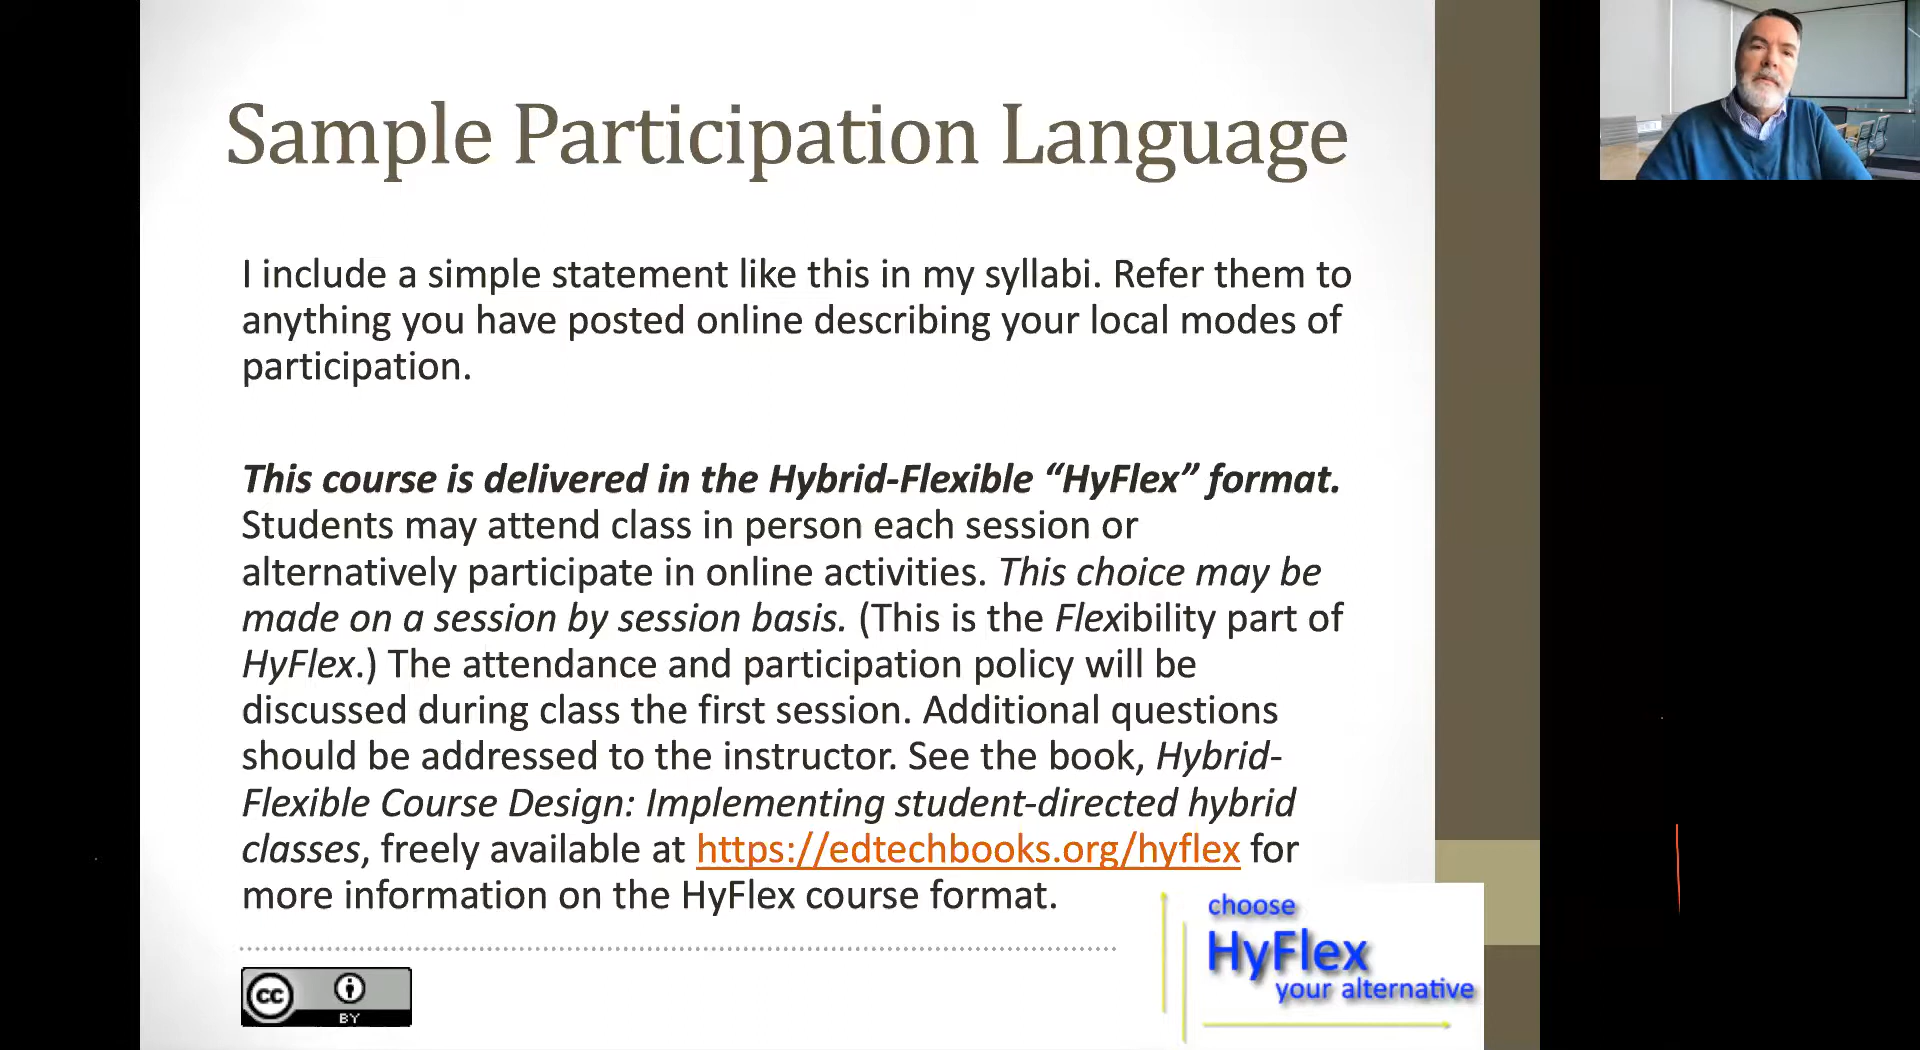 Sample Participation Language
I include a simple statement like this in my syllabi. Refer them to
anything you have posted online describing your local modes of
participation.
This course is delivered in the Hybrid-Flexible “HyFlex” format.
Students may attend class in person each session or
alternatively participate in online activities. This choice may be
made on a session by session basis. (This is the Flexibility part of
HyFlex.) The attendance and participation policy will be
discussed during class the first session. Additional questions
should be addressed to the instructor. See the book, Hybrid-
Flexible Course Design: Implementing student-directed hybrid
classes, freely available at https://edtechbooks.org/hyflex for
more information on the HyFlex course format.
choose
HyFlex
your alternative
cc
BY